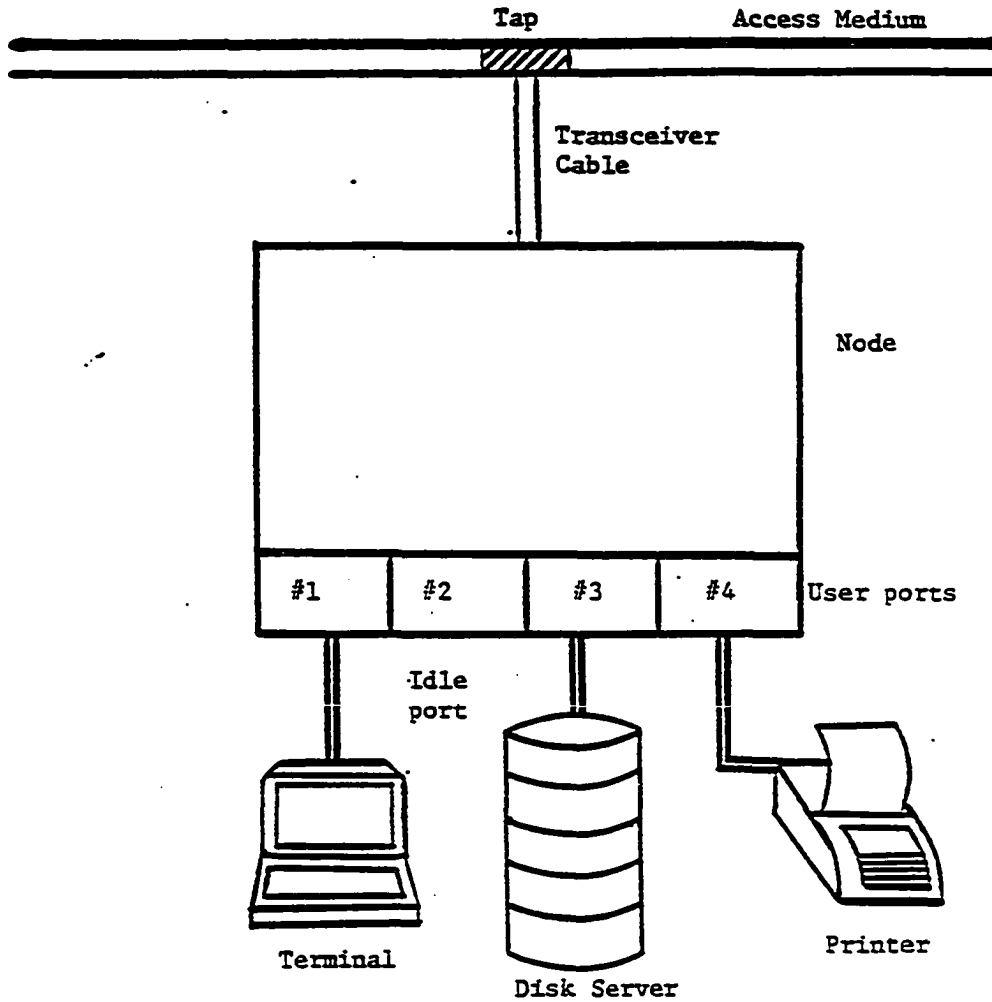 Tap
Access Medium
Transceiver
Cable
Node
#1
#2
#3
#4
User ports
Idle
port
Terminal
Disk Server
Printer